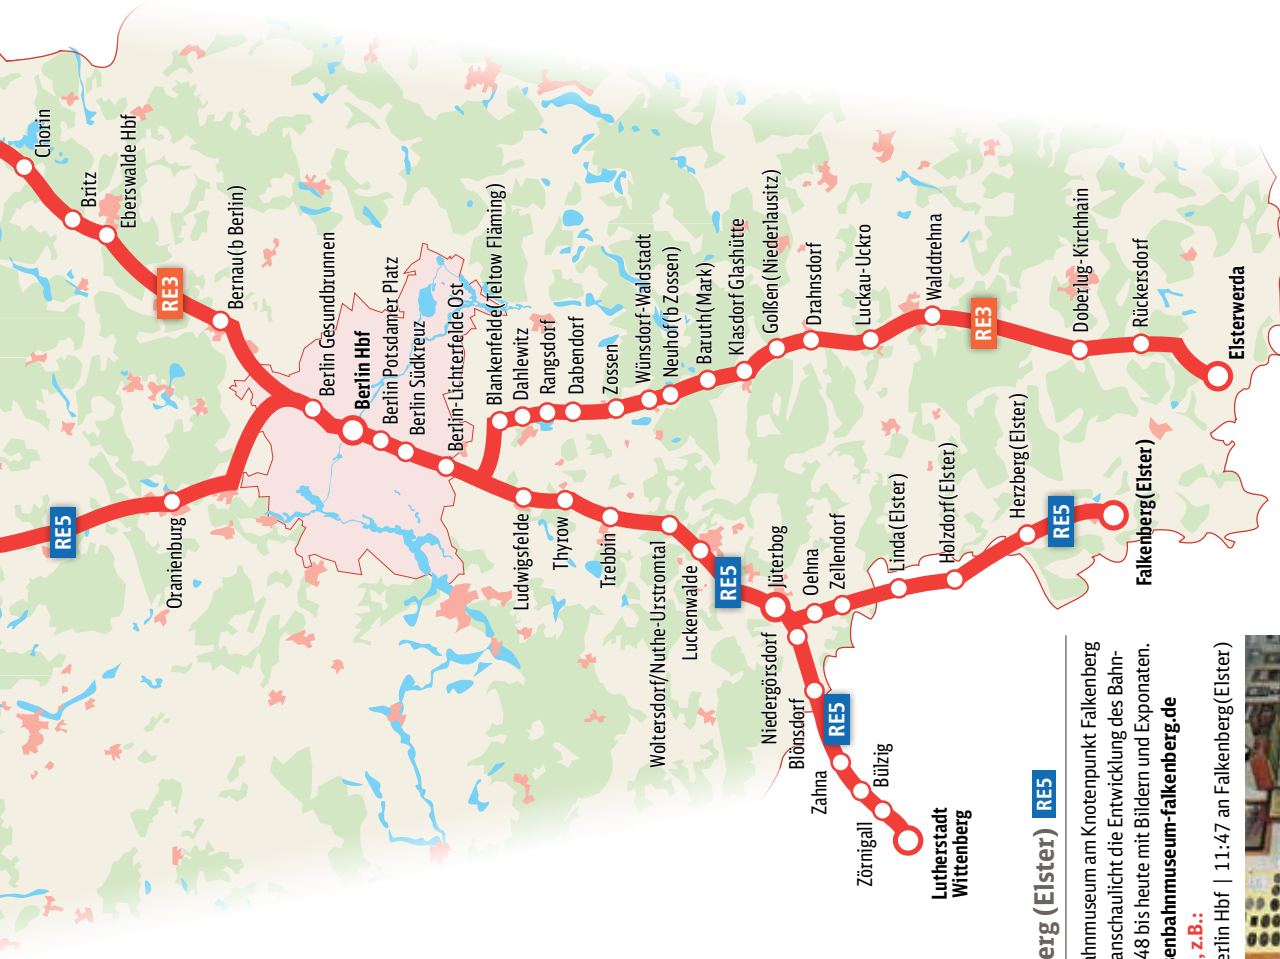 Chorin
Britz
Eberswalde Hbf
RE3
Bernau(b Berlin)
RE5
Oranienburg
Berlin Gesundbrunnen
Berlin Hbf
Berlin Potsdamer Platz
Berlin Südkreuz
Berlin-Lichterfelde Ost
Blankenfelde(Teltow Fläming)
Dahlewitz
Rangsdorf
Dabendorf
Zossen
Wünsdorf-Waldstadt
Neuhof(b Zossen)
Baruth(Mark)
Klasdorf Glashütte
Golßen(Niederlausitz)
Drahnsdorf
Luckau-Uckro
Walddrehna
RE3
Doberlug-Kirchhain
Rückersdorf
Elsterwerda
Ludwigsfelde
Thyrow
Trebbin
Woltersdorf/Nuthe-Urstromtal
Luckenwalde
RE5
Jüterbog
Oehna
Zellendorf
Linda(Elster)
Holzdorf(Elster)
Herzberg(Elster)
RE5
Falkenberg(Elster)
Niedergörsdorf
Blönsdorf
RE5
Zahna
Bülzig
Zörnigall
Lutherstadt
Wittenberg
erg (Elster) RE5
ahnmuseum am Knotenpunkt Falkenberg
anschaulicht die Entwicklung des Bahn-
48 bis heute mit Bildern und Exponaten.
senbahnmuseum-falkenberg.de
, z.B.:
erlin Hbf | 11:47 an Falkenberg(Elster)